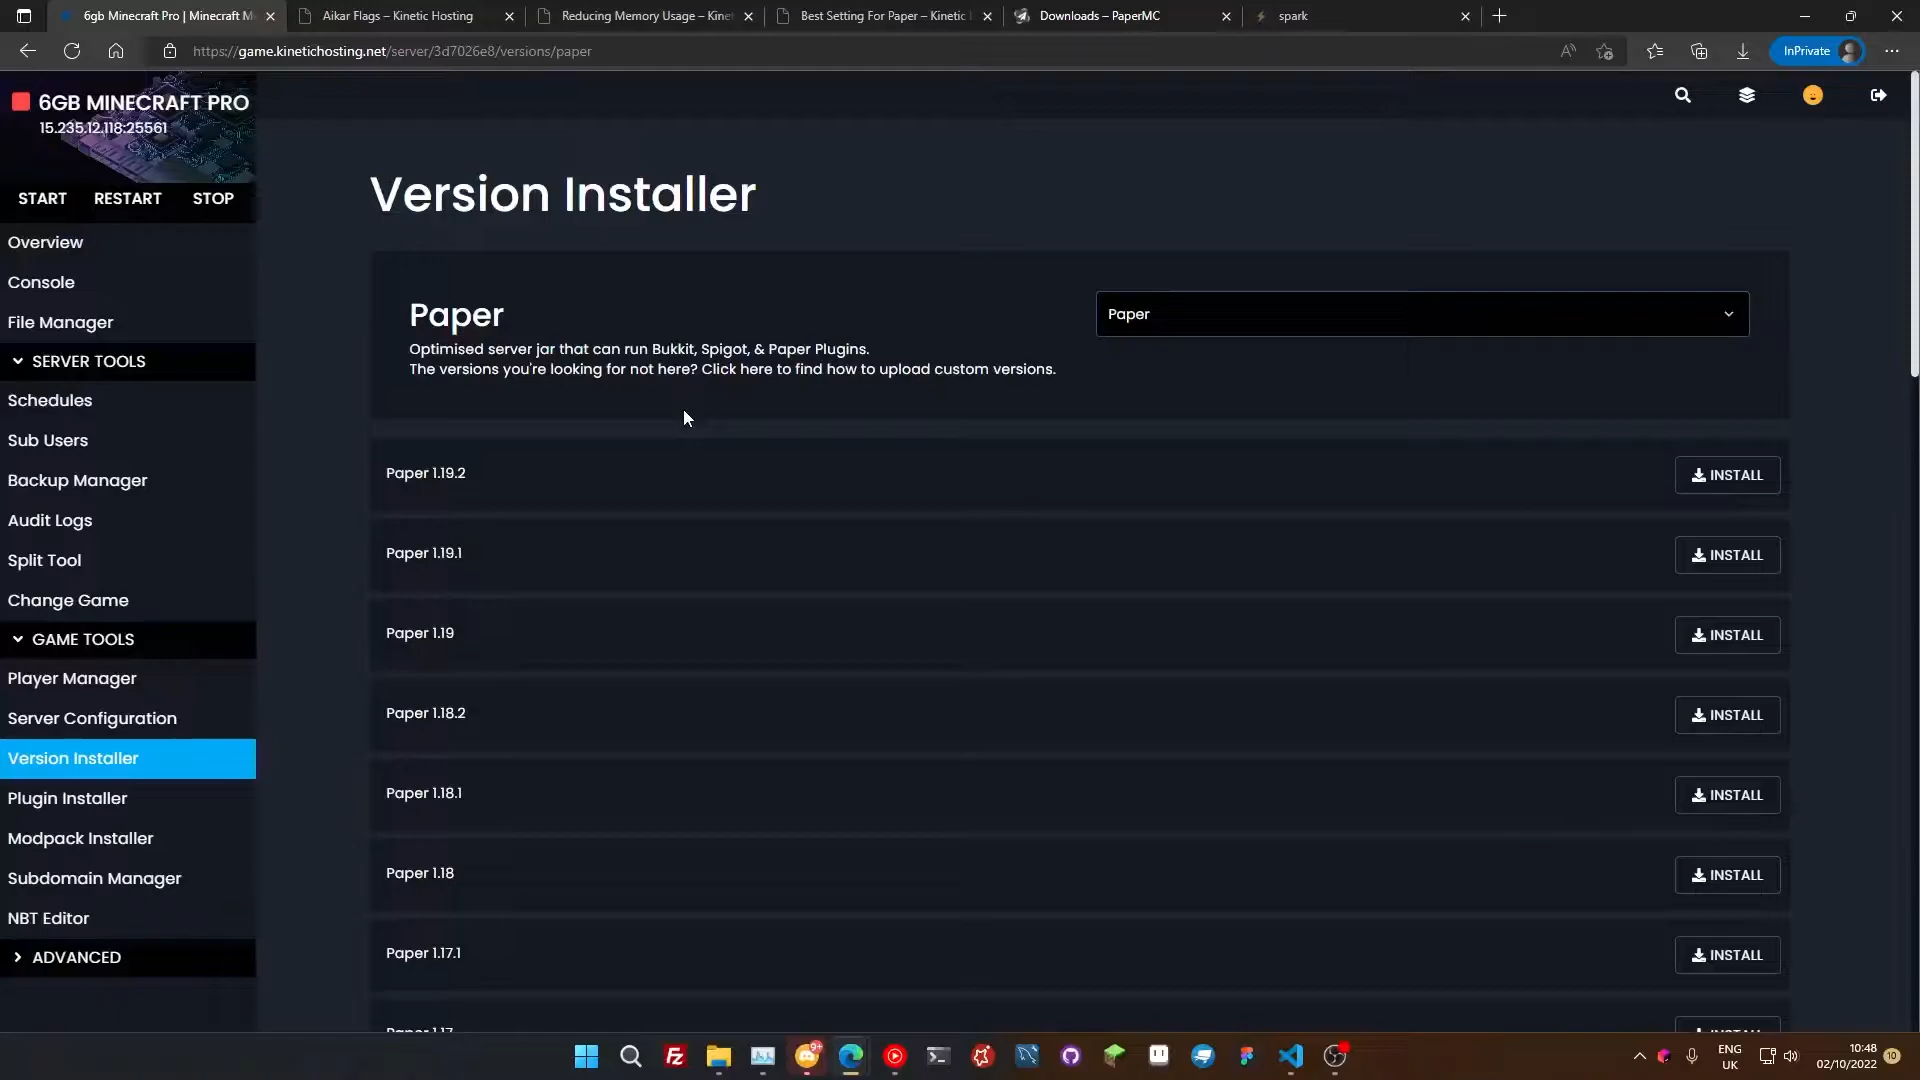 6gb Minecraft Pro | Minecraft M
Aikar Flags – Kinetic Hosting
Reducing Memory Usage – Kine
Best Setting For Paper – Kinetic
Downloads – PaperMC
spark
https://game.kinetichosting.net/server/3d7026e8/versions/paper
InPrivate
6GB MINECRAFT PRO
15.235.12.118:25561
START RESTART STOP
Overview
Console
File Manager
SERVER TOOLS
Schedules
Sub Users
Backup Manager
Audit Logs
Split Tool
Change Game
GAME TOOLS
Player Manager
Server Configuration
Version Installer
Plugin Installer
Modpack Installer
Subdomain Manager
NBT Editor
ADVANCED
Version Installer
Paper
Optimised server jar that can run Bukkit, Spigot, & Paper Plugins.
The versions you're looking for not here? Click here to find how to upload custom versions.
Paper
Paper 1.19.2
INSTALL
Paper 1.19.1
INSTALL
Paper 1.19
INSTALL
Paper 1.18.2
INSTALL
Paper 1.18.1
INSTALL
Paper 1.18
INSTALL
Paper 1.17.1
INSTALL
Paper 1.17
INSTALL
9+
ENG
UK
10:48
02/10/2022
10